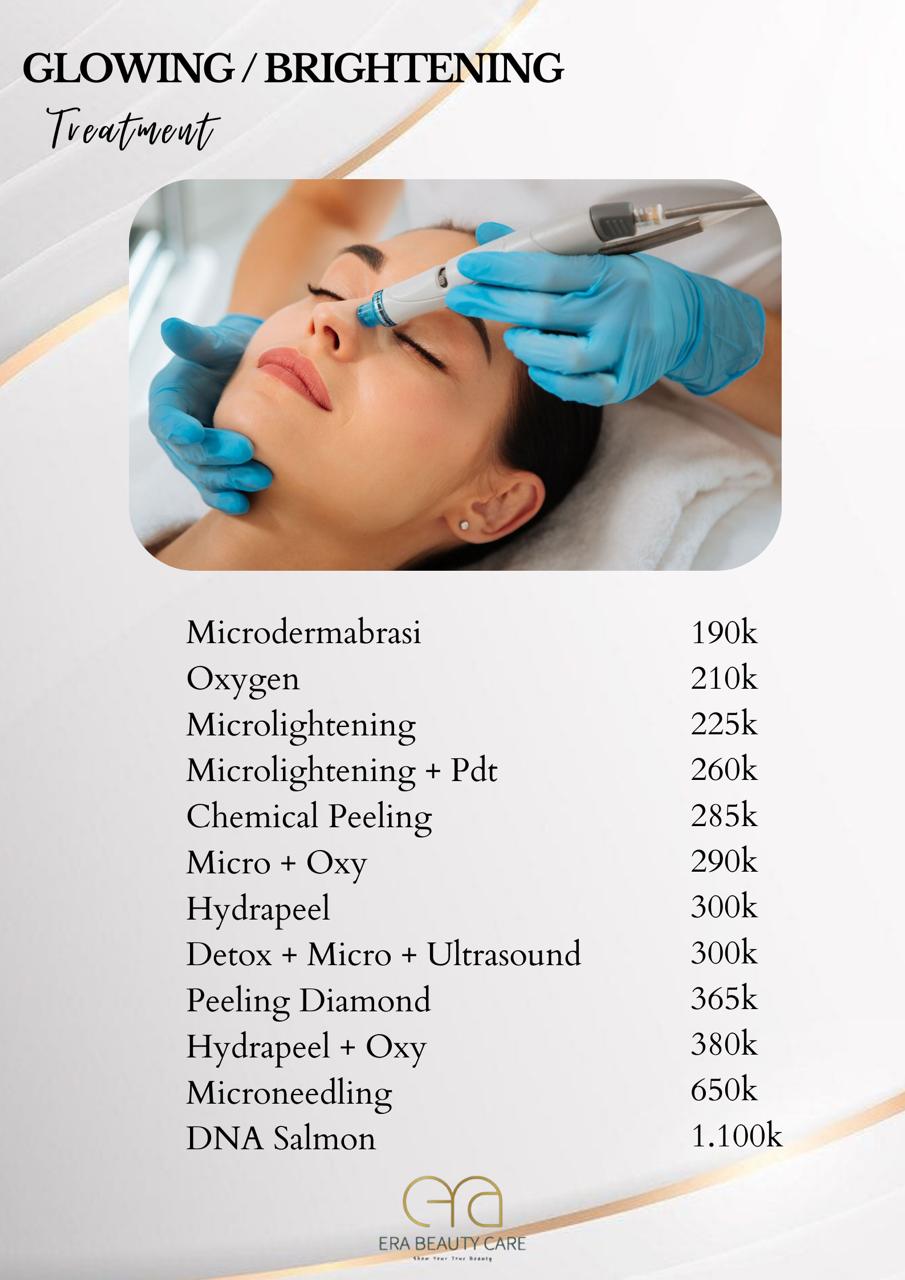 GLOWING / BRIGHTENING
Treatment
Microdermabrasi 190k
Oxygen 210k
Microlightening 225k
Microlightening + Pdt 260k
Chemical Peeling 285k
Micro + Oxy 290k
Hydrapeel 300k
Detox + Micro + Ultrasound 300k
Peeling Diamond 365k
Hydrapeel + Oxy 380k
Microneedling 650k
DNA Salmon 1.100k
era
ERA BEAUTY CARE
Show Your True Beauty